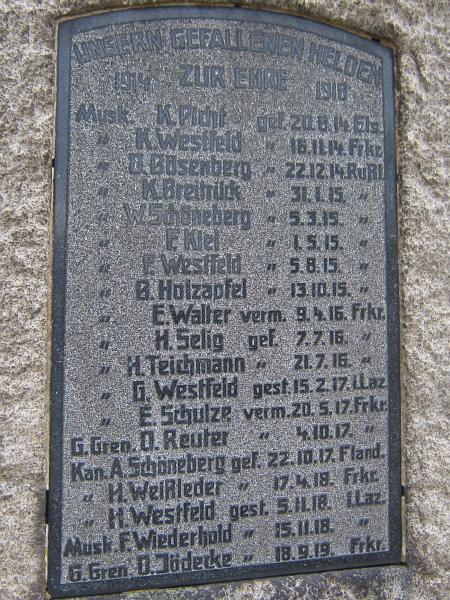 UNSERN GEFALLENEN HELDEN
1914 ZUR EHRE 1918
Musk. K. Picht gef. 20.8.14. Els.
" K. Westfeld " 16.11.14. Frkr.
" O. Gösenberg " 22.12.14. Rußl.
" K. Breitrück " 31.1.15. "
" W. Schöneberg " 5.3.15. "
" F. Kiel " 1.5.15. "
" F. Westfeld " 5.8.15. "
" Holzapfel " 13.10.15. "
" E. Walter verm. 9.4.16. Frkr.
" H. Selig gef. 7.7.16. "
" H. Teichmann " 21.7.16. "
" G. Westfeld gest. 15.2.17. i.Laz.
" E. Schulze verm. 20.5.17. Frkr.
G. Gren. O. Reuter " 4.10.17. "
Kan. A. Schöneberg gef. 22.10.17. Fland.
" H. Weißleder " 17.4.18. Frkr.
" H. Westfeld gest. 5.11.18. i.Laz.
Musk. F. Wiederhold " 15.11.18. "
G. Gren. O. Jödecke " 18.9.19. Frkr.